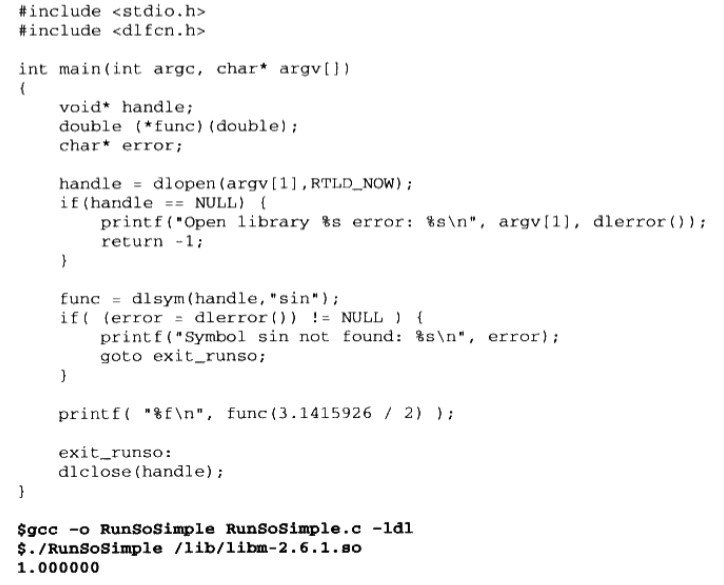 #include <stdio.h>
#include <dlfcn.h>
int main(int argc, char* argv[])
{
void* handle;
double (*func)(double);
char* error;
handle = dlopen(argv[1],RTLD_NOW);
if(handle == NULL) {
printf("Open library %s error: %s\n", argv[1], dlerror());
return -1;
}
func = dlsym(handle,"sin");
if( (error = dlerror()) != NULL ) {
printf("Symbol sin not found: %s\n", error);
goto exit_runso;
}
printf( "%f\n", func(3.1415926 / 2) );
exit_runso:
dlclose(handle);
}
$gcc -o RunSoSimple RunSoSimple.c -ldl
$./RunSoSimple /lib/libm-2.6.1.so
1.000000